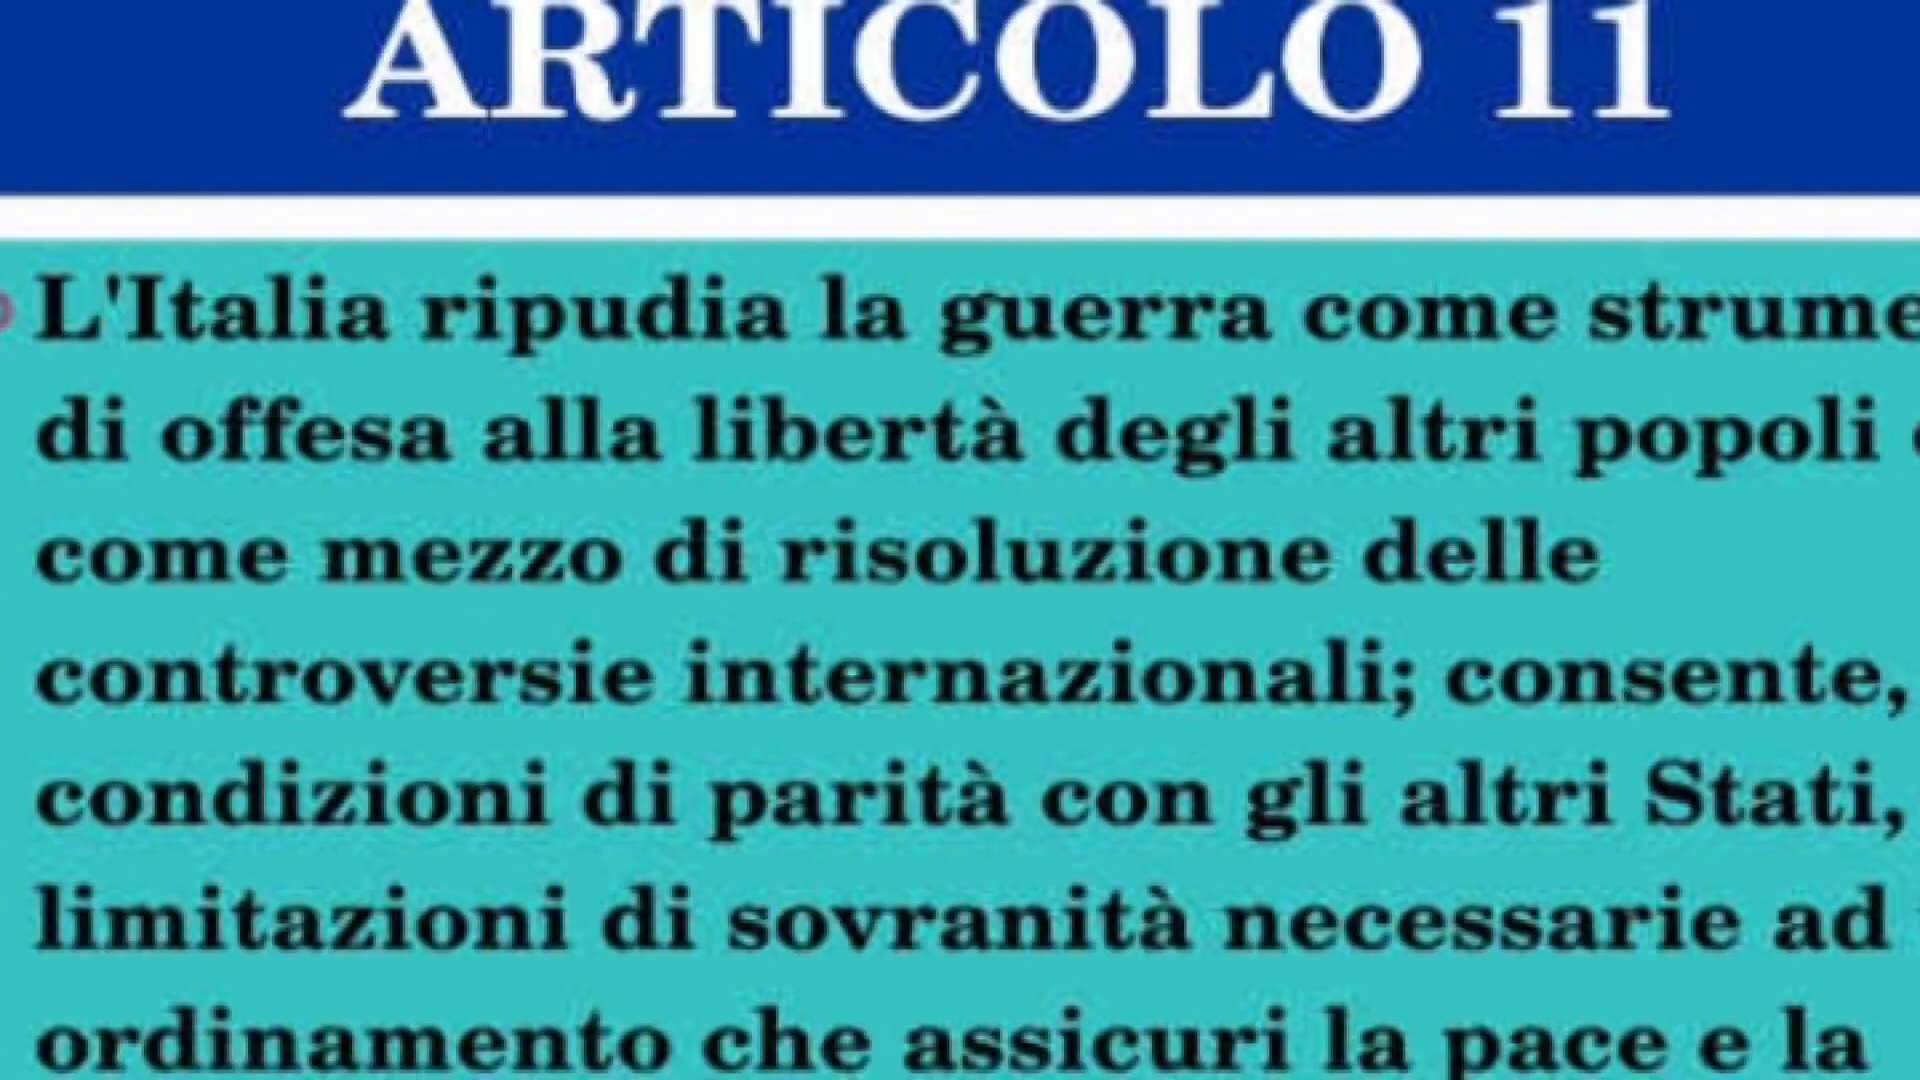 ARTICOLO 11
L'Italia ripudia la guerra come strume
di offesa alla libertà degli altri popoli
come mezzo di risoluzione delle
controversie internazionali; consente,
condizioni di parità con gli altri Stati,
limitazioni di sovranità necessarie ad
ordinamento che assicuri la pace e la